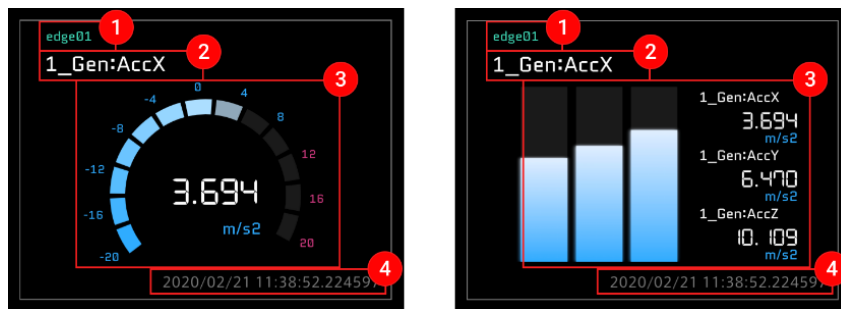 edge01
1
1_Gen:AccX
2
3
-20
-16
-12
-8
-4
0
4
8
12
16
20
3.694
m/s2
2020/02/21 11:38:52.224597
4
edge01
1
1_Gen:AccX
2
3
1_Gen:AccX
3.694
m/s2
1_Gen:AccY
6.470
m/s2
1_Gen:AccZ
10.109
m/s2
2020/02/21 11:38:52.224597
4